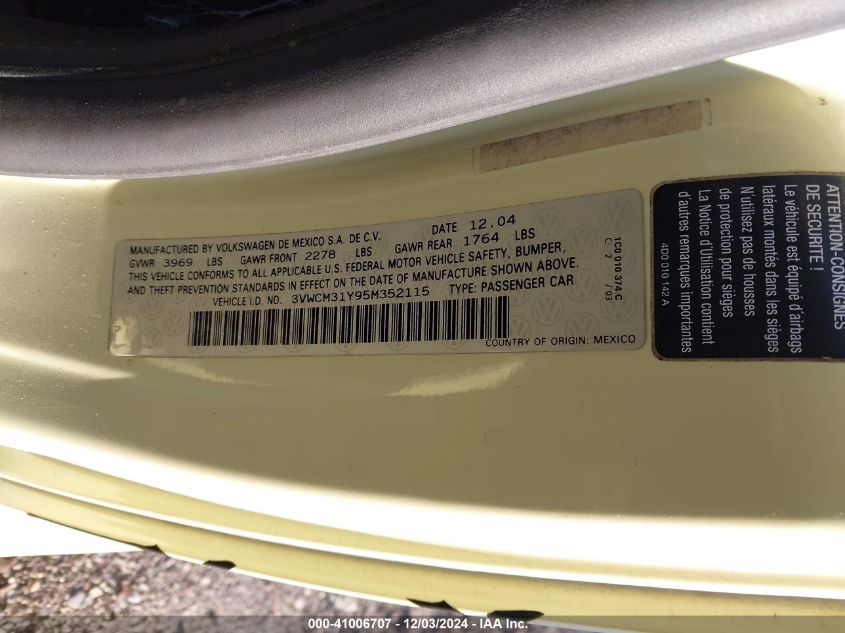 MANUFACTURED BY VOLKSWAGEN DE MEXICO S.A. DE C.V. DATE 12.04
GVWR 3969 LBS GAWR FRONT 2278 LBS GAWR REAR 1764 LBS
THIS VEHICLE CONFORMS TO ALL APPLICABLE U.S. FEDERAL MOTOR VEHICLE SAFETY, BUMPER,
AND THEFT PREVENTION STANDARDS IN EFFECT ON THE DATE OF MANUFACTURE SHOWN ABOVE.
VEHICLE I.D. NO. 3VWCM31Y95M352115 TYPE: PASSENGER CAR
COUNTRY OF ORIGIN: MEXICO
1C0 010 374 C
C 2 / 03
ATTENTION-CONSIGNES
DE SECURITE !
Le véhicule est équipé d'airbags
latéraux montés dans les sièges
N'utilisez pas de housses
de protection pour sièges
La Notice d'Utilisation contient
d'autres remarques importantes
4D0 010 142 A
000-41006707 - 12/03/2024 - IAA Inc.